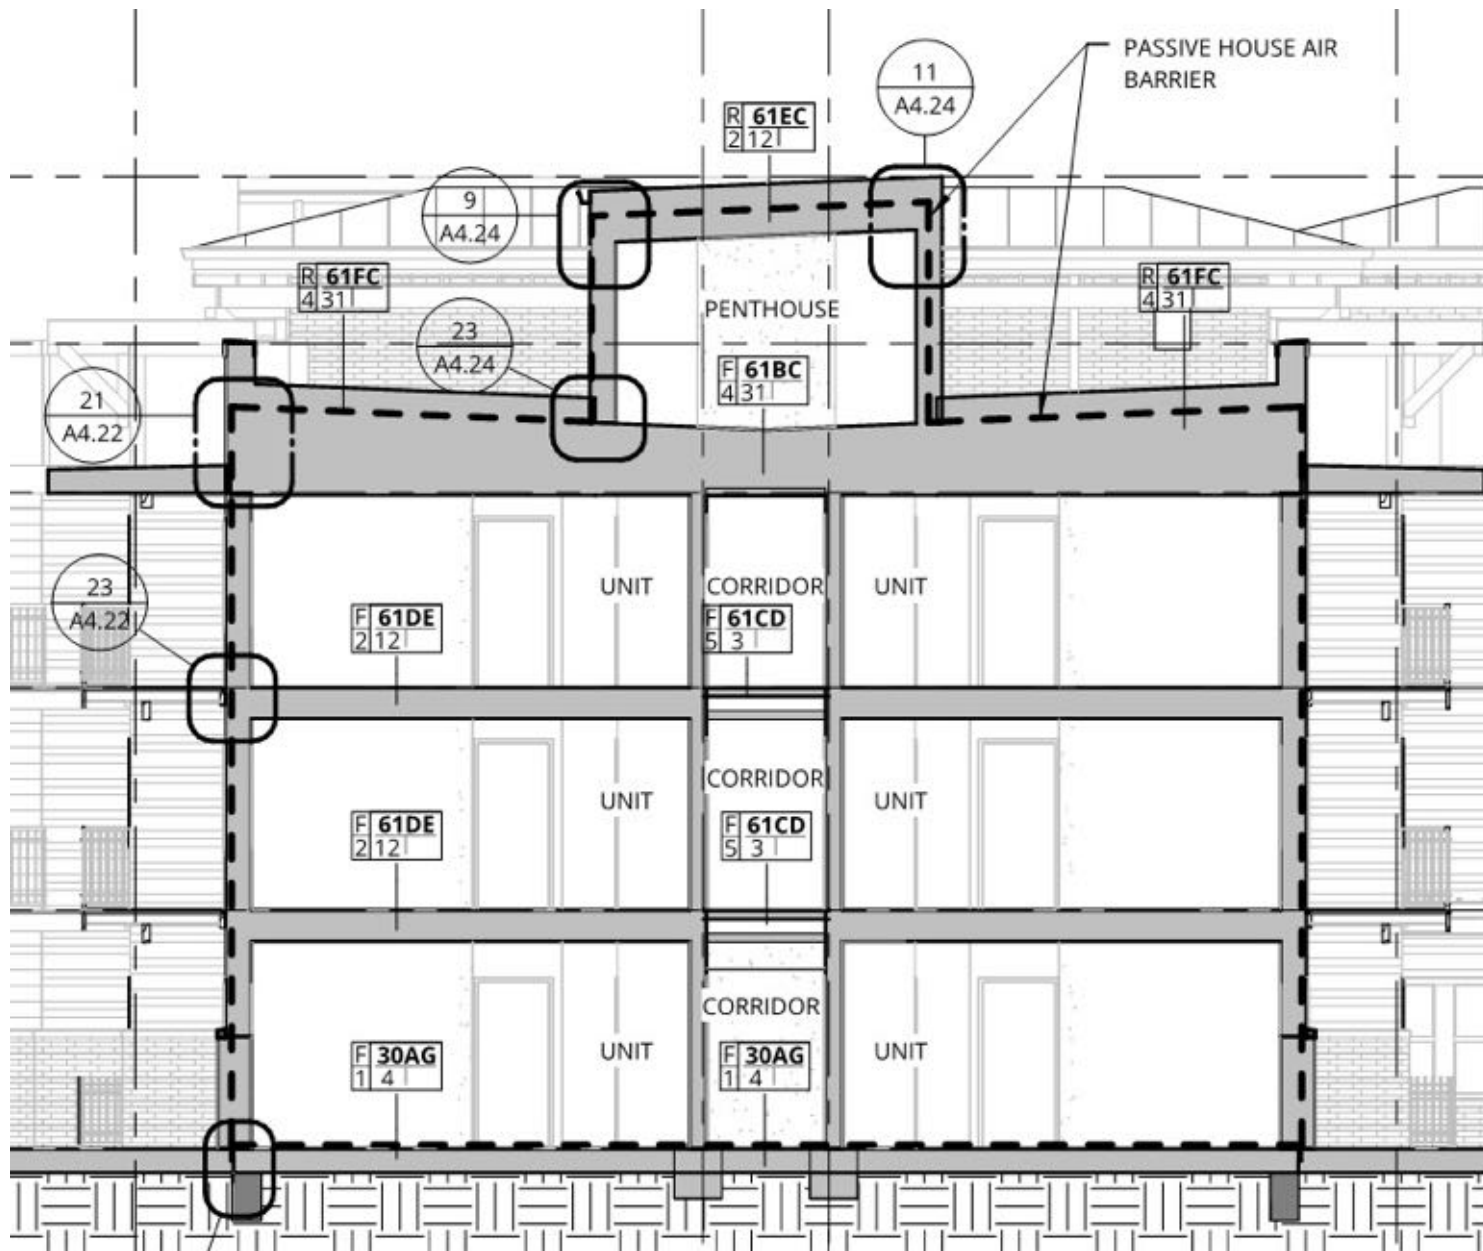 PASSIVE HOUSE AIR
BARRIER
11
A4.24
R 61EC
2 12
9
A4.24
R 61FC
4 31
R 61FC
4 31
PENTHOUSE
23
A4.24
F 61BC
4 31
21
A4.22
23
A4.22
UNIT
CORRIDOR
UNIT
F 61DE
2 12
F 61CD
5 3
CORRIDOR
UNIT
UNIT
F 61DE
2 12
F 61CD
5 3
CORRIDOR
UNIT
UNIT
F 30AG
1 4
F 30AG
1 4